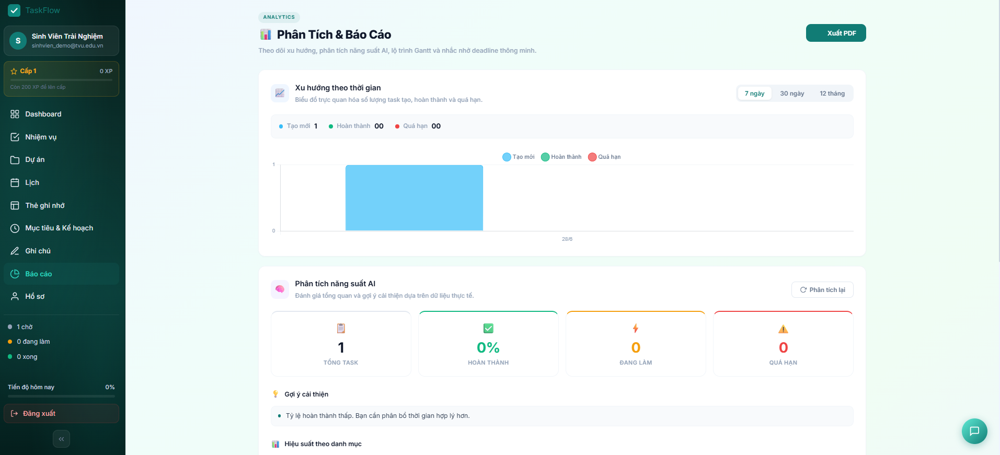 TaskFlow
S
Sinh Viên Trải Nghiệm
sinhvien_demo@tvu.edu.vn
Cấp 1
0 XP
Còn 200 XP để lên cấp
Dashboard
Nhiệm vụ
Dự án
Lịch
Thẻ ghi nhớ
Mục tiêu & Kế hoạch
Ghi chú
Báo cáo
Hồ sơ
1 chờ
0 đang làm
0 xong
Tiến độ hôm nay
0%
Đăng xuất
ANALYTICS
Phân Tích & Báo Cáo
Theo dõi xu hướng, phân tích năng suất AI, lộ trình Gantt và nhắc nhở deadline thông minh.
Xuất PDF
Xu hướng theo thời gian
Biểu đồ trực quan hóa số lượng task tạo, hoàn thành và quá hạn.
7 ngày
30 ngày
12 tháng
Tạo mới 1
Hoàn thành 00
Quá hạn 00
Tạo mới
Hoàn thành
Quá hạn
1
0
28/6
Phân tích năng suất AI
Đánh giá tổng quan và gợi ý cải thiện dựa trên dữ liệu thực tế.
Phân tích lại
1
TỔNG TASK
0%
HOÀN THÀNH
0
ĐANG LÀM
0
QUÁ HẠN
Gợi ý cải thiện
Tỷ lệ hoàn thành thấp. Bạn cần phân bổ thời gian hợp lý hơn.
Hiệu suất theo danh mục